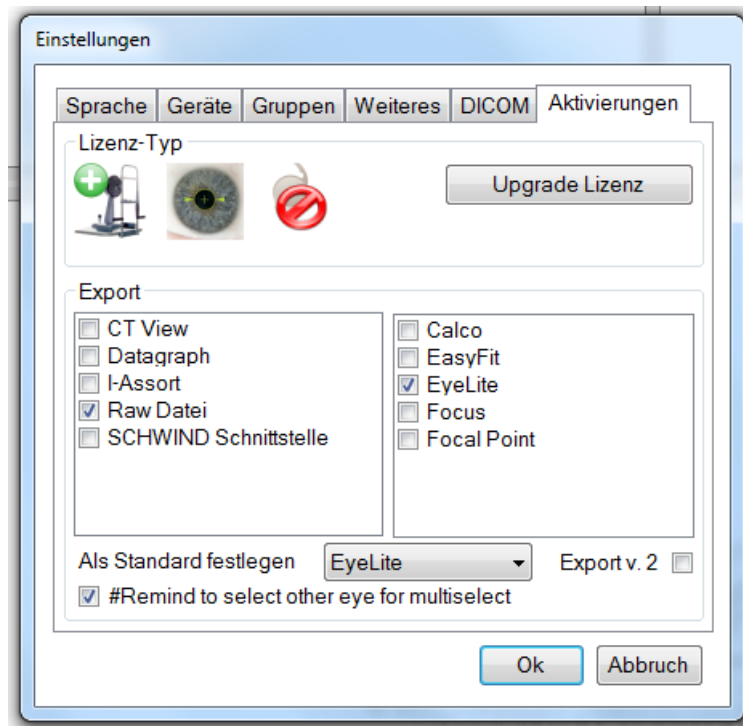 Einstellungen
Sprache Geräte Gruppen Weiteres DICOM Aktivierungen
Lizenz-Typ
Upgrade Lizenz
Export
CT View
Datagraph
I-Assort
Raw Datei
SCHWIND Schnittstelle
Calco
EasyFit
EyeLite
Focus
Focal Point
Als Standard festlegen EyeLite Export v. 2
#Remind to select other eye for multiselect
Ok Abbruch